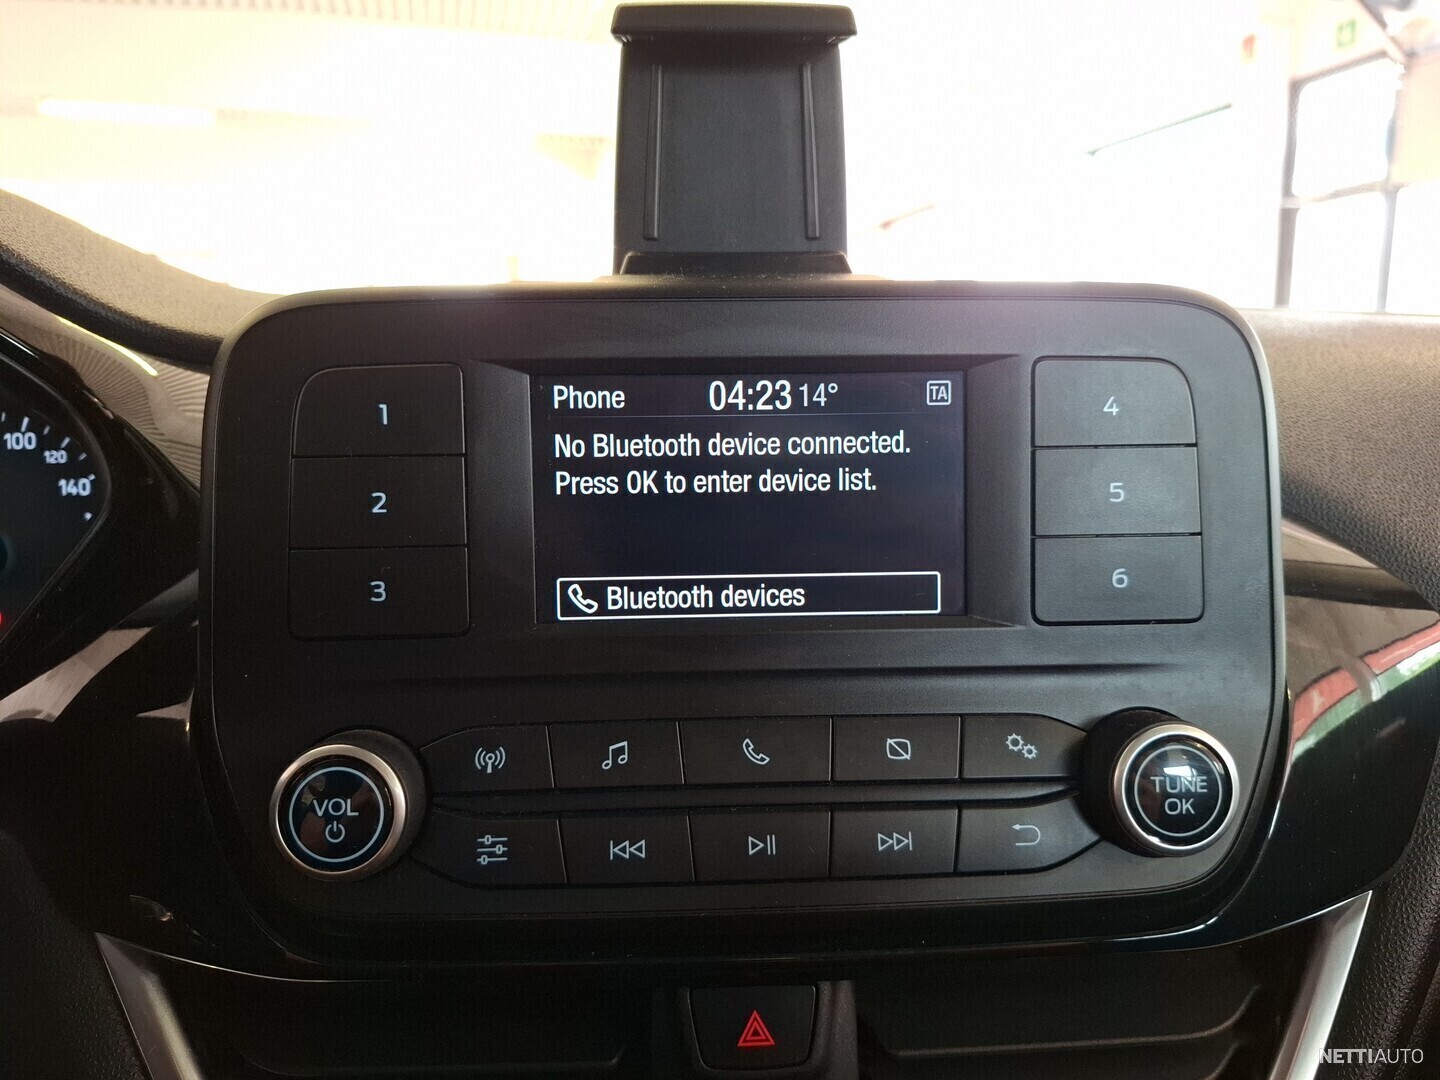 Phone 04:23 14° TA
No Bluetooth device connected.
Press OK to enter device list.
Bluetooth devices
1
2
3
4
5
6
100
120
140
VOL
TUNE
OK
NETTIAUTO